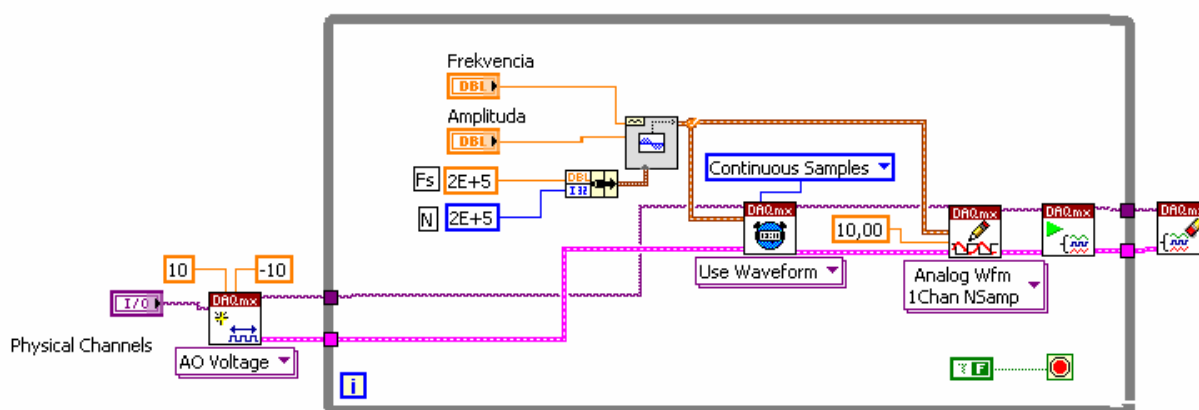 Frekvencia
DBL
Amplituda
DBL
Fs
2E+5
DBL
I32
N
2E+5
Continuous Samples
DAQmx
Use Waveform
10,00
DAQmx
Analog Wfm
1Chan NSamp
DAQmx
DAQmx
10
-10
I/O
DAQmx
Physical Channels
AO Voltage
i
F